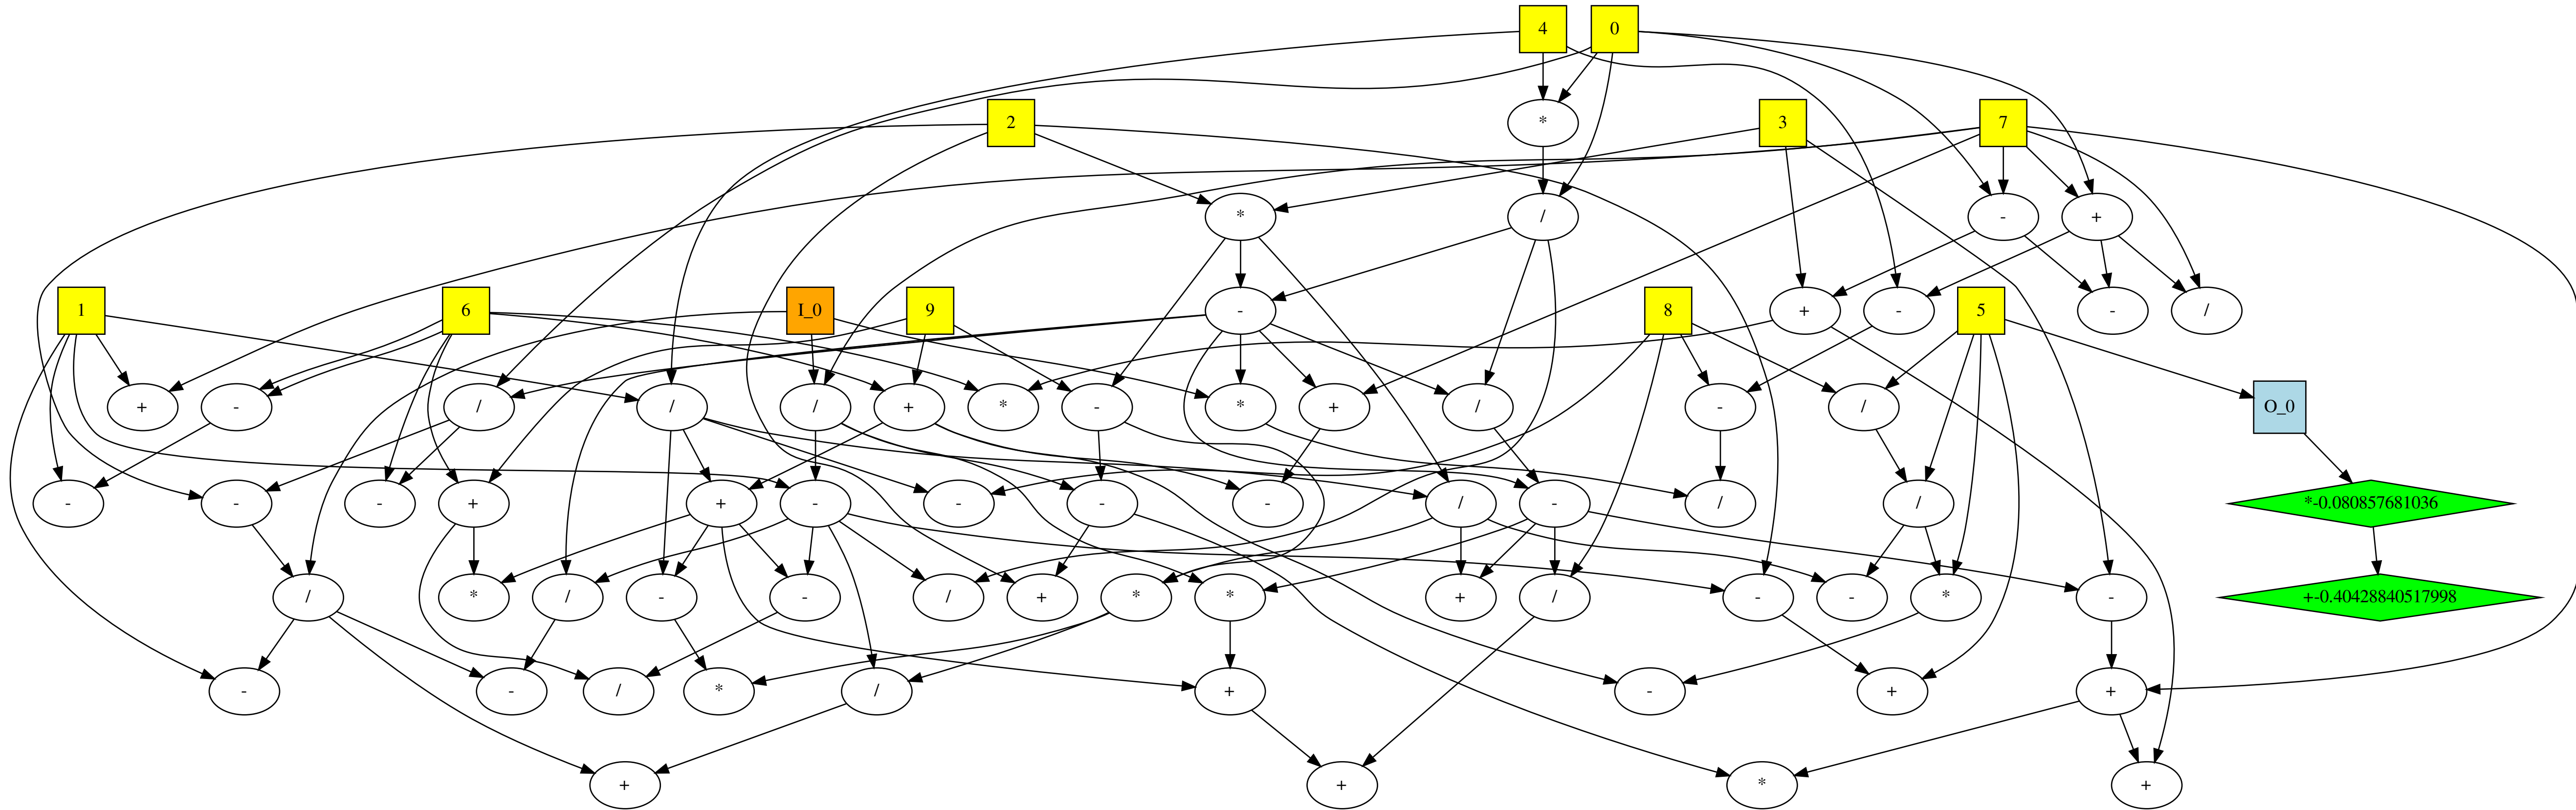 4 0
2 3 7 *
* / - +
1 6 I_0 9 - 8 + - 5 - /
+ - / / / + * - * + / - / O_0
- - - + + - - - - / - / / *-0.080857681036
/ * / - - / + * * + / - - * - +-0.40428840517998
- - / * / + - + +
+ + * +